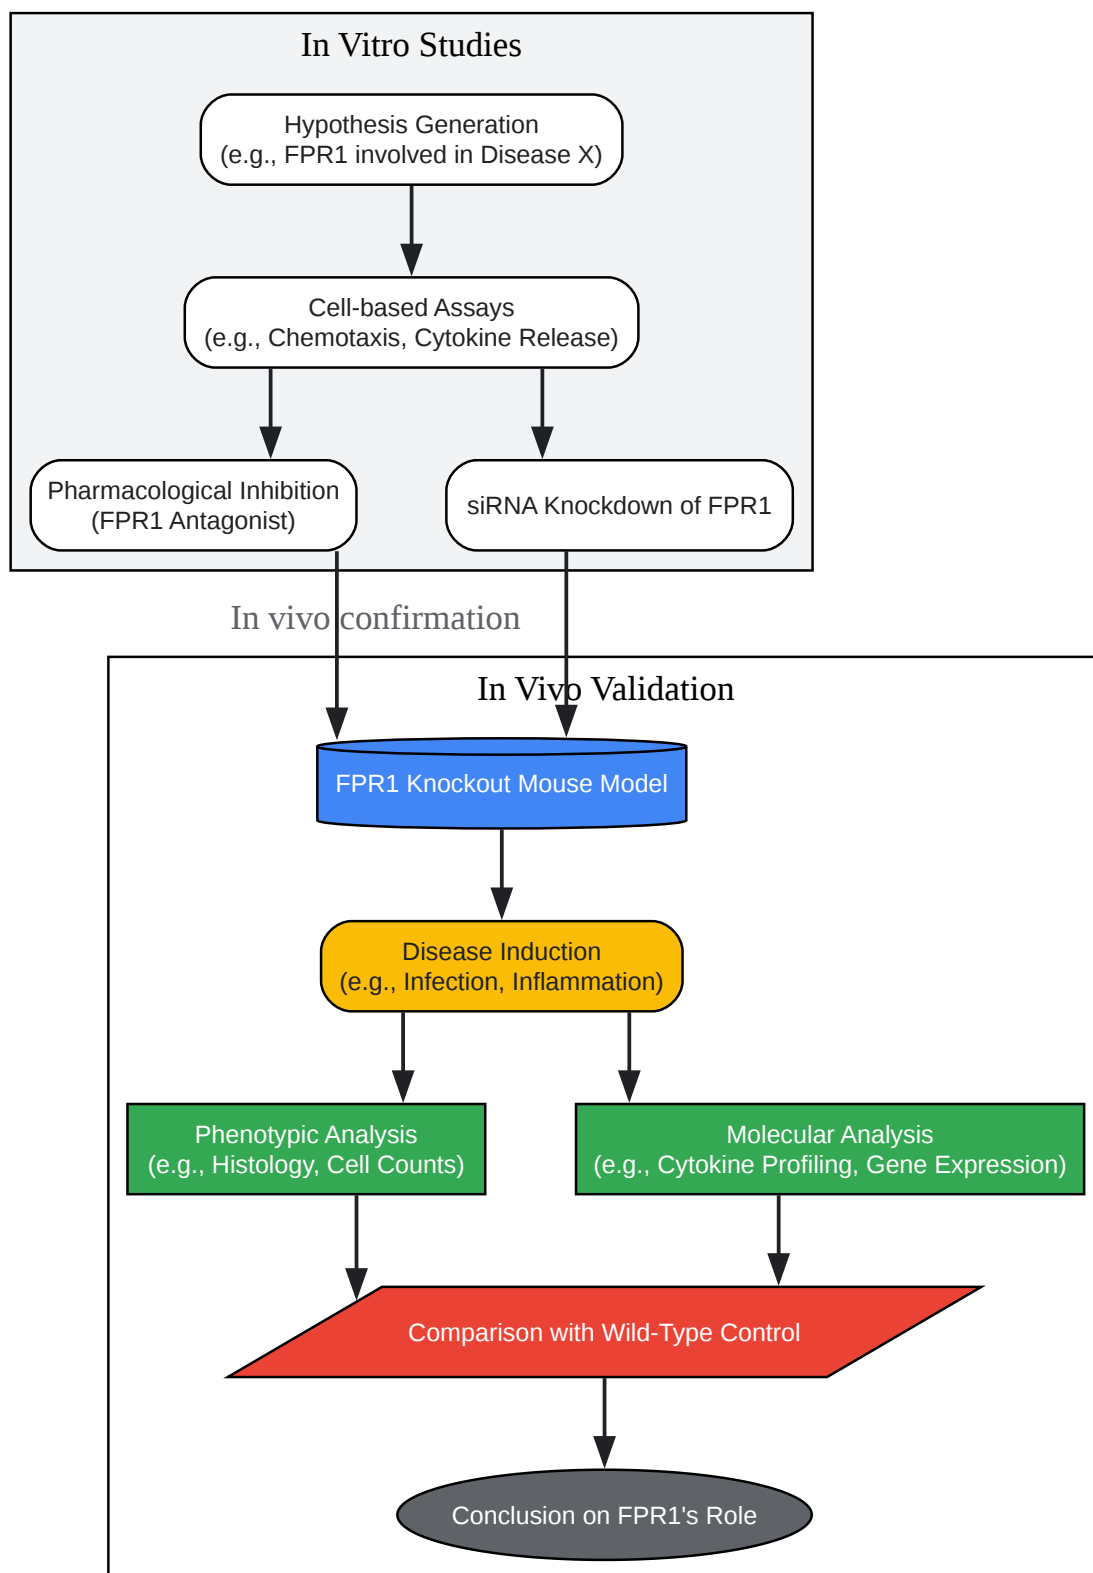 In Vitro Studies
Hypothesis Generation
(e.g., FPR1 involved in Disease X)
Cell-based Assays
(e.g., Chemotaxis, Cytokine Release)
Pharmacological Inhibition
(FPR1 Antagonist)
siRNA Knockdown of FPR1
In vivo confirmation
In Vivo Validation
FPR1 Knockout Mouse Model
Disease Induction
(e.g., Infection, Inflammation)
Phenotypic Analysis
(e.g., Histology, Cell Counts)
Molecular Analysis
(e.g., Cytokine Profiling, Gene Expression)
Comparison with Wild-Type Control
Conclusion on FPR1's Role